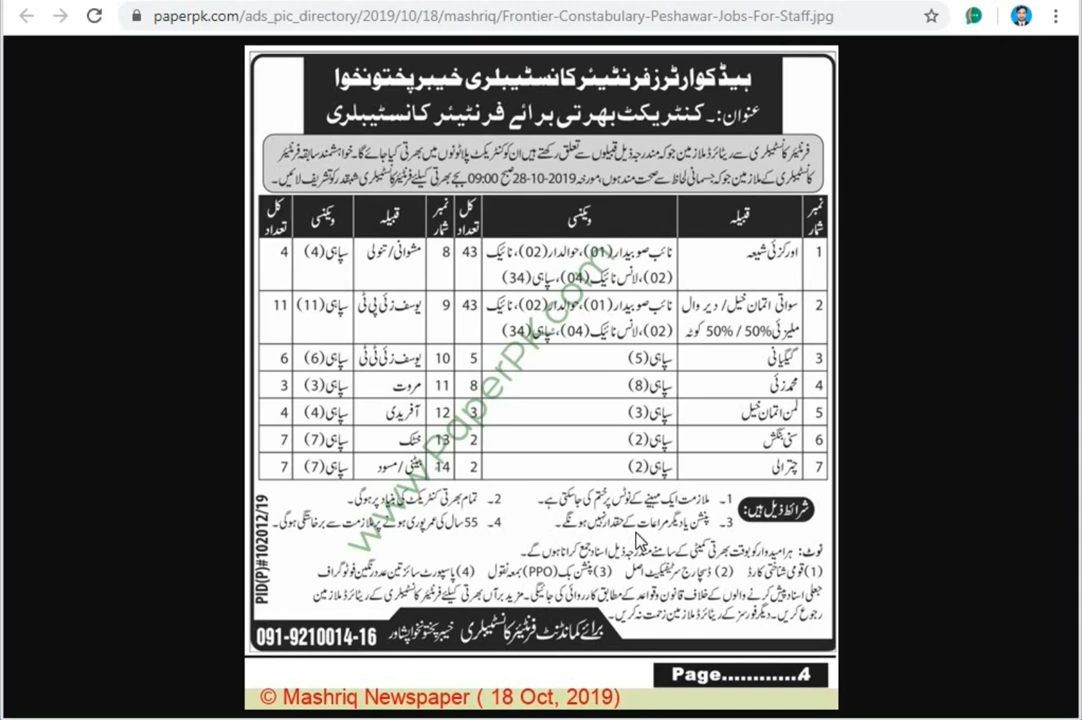 paperpk.com/ads_pic_directory/2019/10/18/mashriq/Frontier-Constabulary-Peshawar-Jobs-For-Staff.jpg
ہیڈ کوارٹرز فرنٹیئر کانسٹیبلری خیبر پختونخوا
عنوان:۔ کنٹریکٹ بھرتی برائے فرنٹیئر کانسٹیبلری
فرنٹیئر کانسٹیبلری سے ریٹائرڈ ملازمین جو کہ مندرجہ ذیل قبیلوں سے تعلق رکھتے ہیں ان کو کنٹریکٹ پلاٹونوں میں بھرتی کیا جائے گا۔ خواہشمند سابقہ فرنٹیئر
کانسٹیبلری کے ملازمین جو کہ جسمانی لحاظ سے صحت مند ہوں، مورخہ 28-10-2019 صبح 09:00 بجے بھرتی کیلئے فرنٹیئر کانسٹیبلری شبقدر کو تشریف لائیں۔
نمبر شمار قبیلہ ویکنسی کل تعداد نمبر شمار قبیلہ ویکنسی کل تعداد
1 اورکزئی شیعہ نائب صوبیدار (01)، حوالدار (02)، نائیک 43 8 مشوانی/تنولی سپاہی (4) 4
(02)، لانس نائیک (04)، سپاہی (34)
2 سواتی اتمان خیل/ دیر وال نائب صوبیدار (01)، حوالدار (02)، نائیک 43 9 یوسف زئی پی ٹی سپاہی (11) 11
ملیزئی 50% / 50% کوٹہ (02)، لانس نائیک (04)، سپاہی (34)
3 گیگیانی سپاہی (5) 5 10 یوسف زئی ٹی ٹی سپاہی (6) 6
4 محمد زئی سپاہی (8) 8 11 مروت سپاہی (3) 3
5 لمن اتمان خیل سپاہی (3) 3 12 آفریدی سپاہی (4) 4
6 سنی بنگش سپاہی (2) 2 13 خٹک سپاہی (7) 7
7 چترالی سپاہی (2) 2 14 بیٹنی/مسود سپاہی (7) 7
شرائط ذیل ہیں:
1۔ ملازمت ایک مہینے کے نوٹس پر ختم کی جا سکتی ہے۔ 2۔ تمام بھرتی کنٹریکٹ کی بنیاد پر ہوگی۔
3۔ پنشن یا دیگر مراعات کے حقدار نہیں ہونگے۔ 4۔ 55 سال کی عمر پوری ہونے پر ملازمت سے برخاستگی ہوگی۔
نوٹ: ہر امیدوار کو بوقت بھرتی کمیٹی کے سامنے مندرجہ ذیل اسناد جمع کرانا ہوں گے۔
(1) قومی شناختی کارڈ (2) ڈسچارج سرٹیفکیٹ اصل (3) پنشن بک (PPO) بمعہ نقول (4) پاسپورٹ سائز تین عدد رنگین فوٹوگراف
جعلی اسناد پیش کرنے والوں کے خلاف قانون و قواعد کے مطابق کارروائی کی جائیگی۔ مزید برآں بھرتی کیلئے فرنٹیئر کانسٹیبلری کے ریٹائرڈ ملازمین
رجوع کریں۔ دیگر فورسز کے ریٹائرڈ ملازمین زحمت نہ کریں۔
برائے کمانڈنٹ فرنٹیئر کانسٹیبلری خیبر پختونخوا پشاور
091-9210014-16
PID(P)#102012/19
www.PaperPK.com
Page............4
© Mashriq Newspaper ( 18 Oct, 2019)